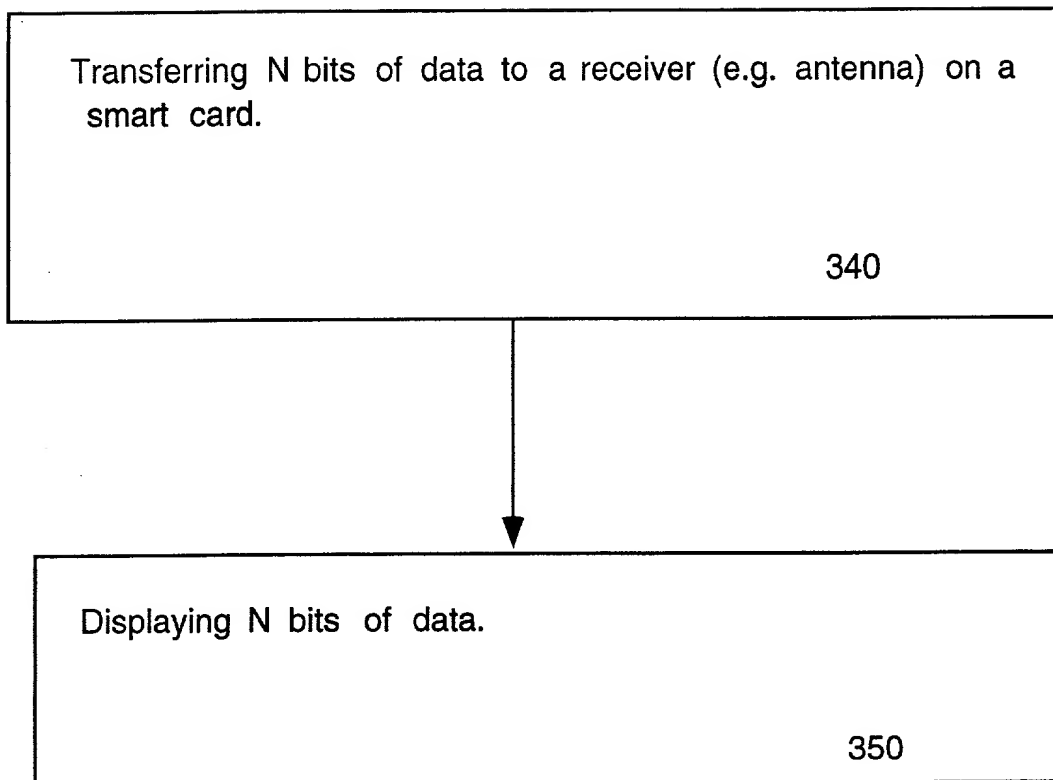 Transferring N bits of data to a receiver (e.g. antenna) on a
smart card.
340
Displaying N bits of data.
350